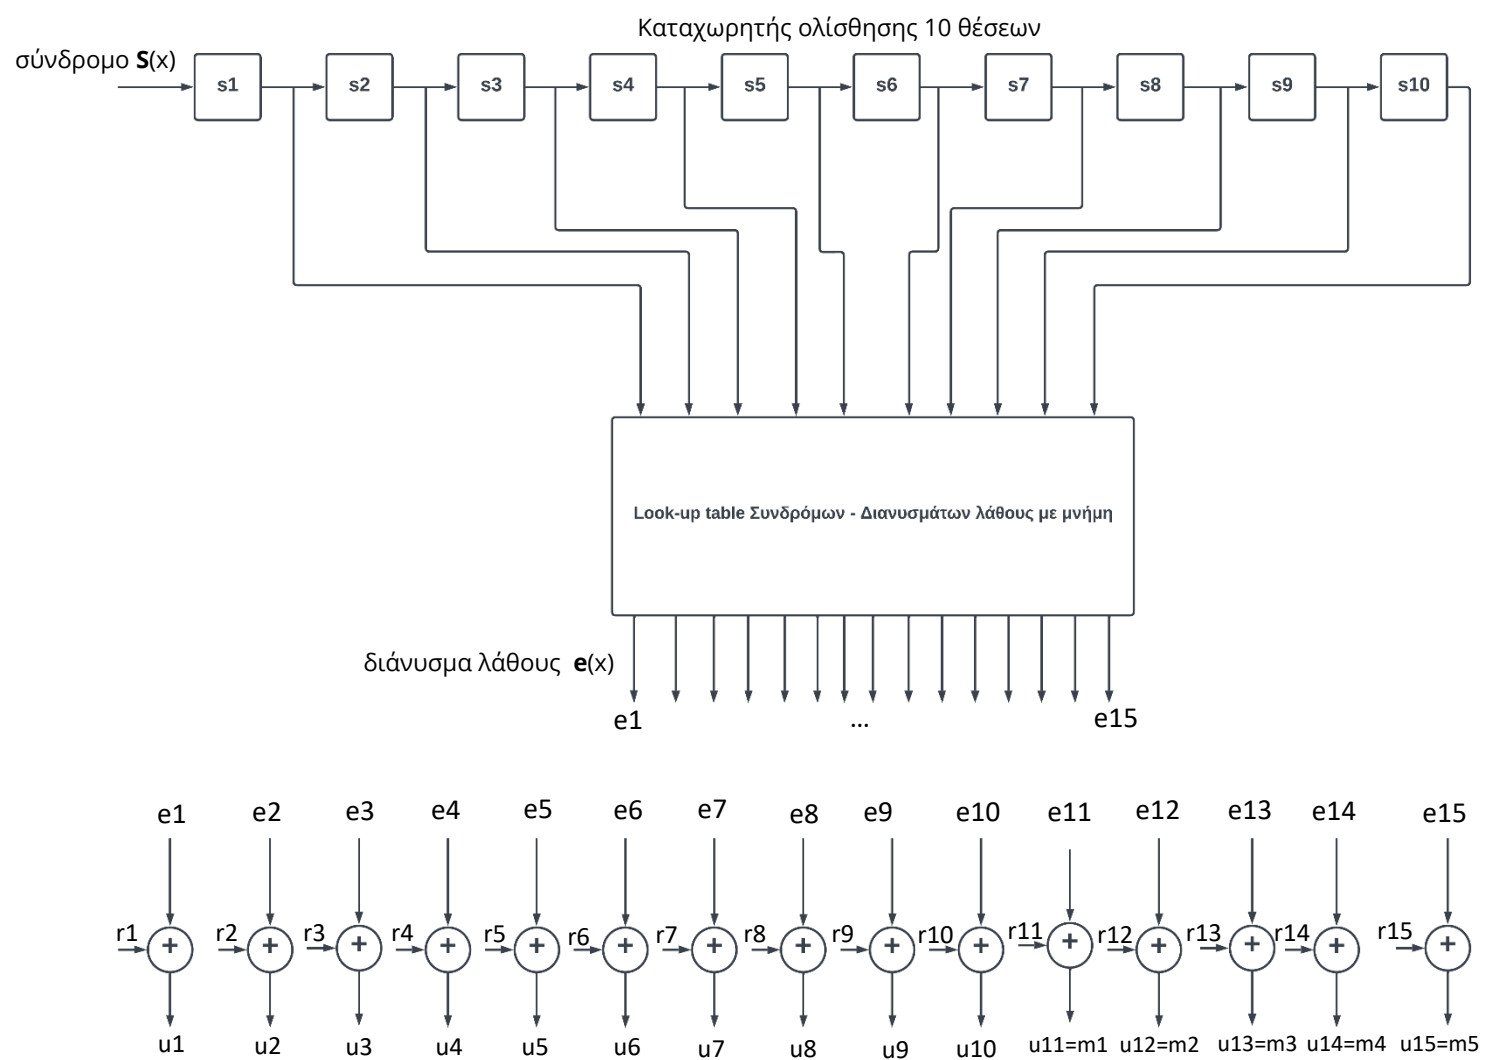 Καταχωρητής ολίσθησης 10 θέσεων
σύνδρομο S(x)
s1 s2 s3 s4 s5 s6 s7 s8 s9 s10
Look-up table Συνδρόμων - Διανυσμάτων λάθους με μνήμη
διάνυσμα λάθους e(x)
e1 ... e15
e1 e2 e3 e4 e5 e6 e7 e8 e9 e10 e11 e12 e13 e14 e15
r1 + r2 + r3 + r4 + r5 + r6 + r7 + r8 + r9 + r10 + r11 + r12 + r13 + r14 + r15 +
u1 u2 u3 u4 u5 u6 u7 u8 u9 u10 u11=m1 u12=m2 u13=m3 u14=m4 u15=m5